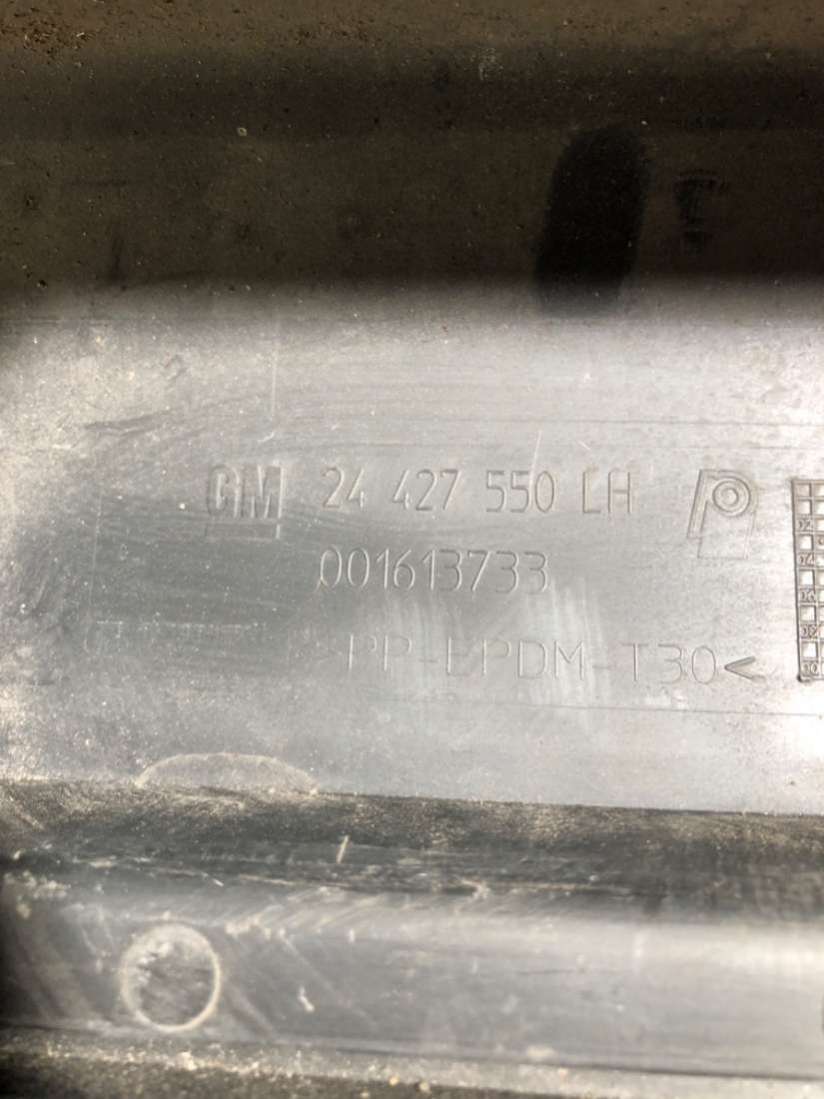 GM 24 427 550 LH
001613733
>PP-EPDM-T30<